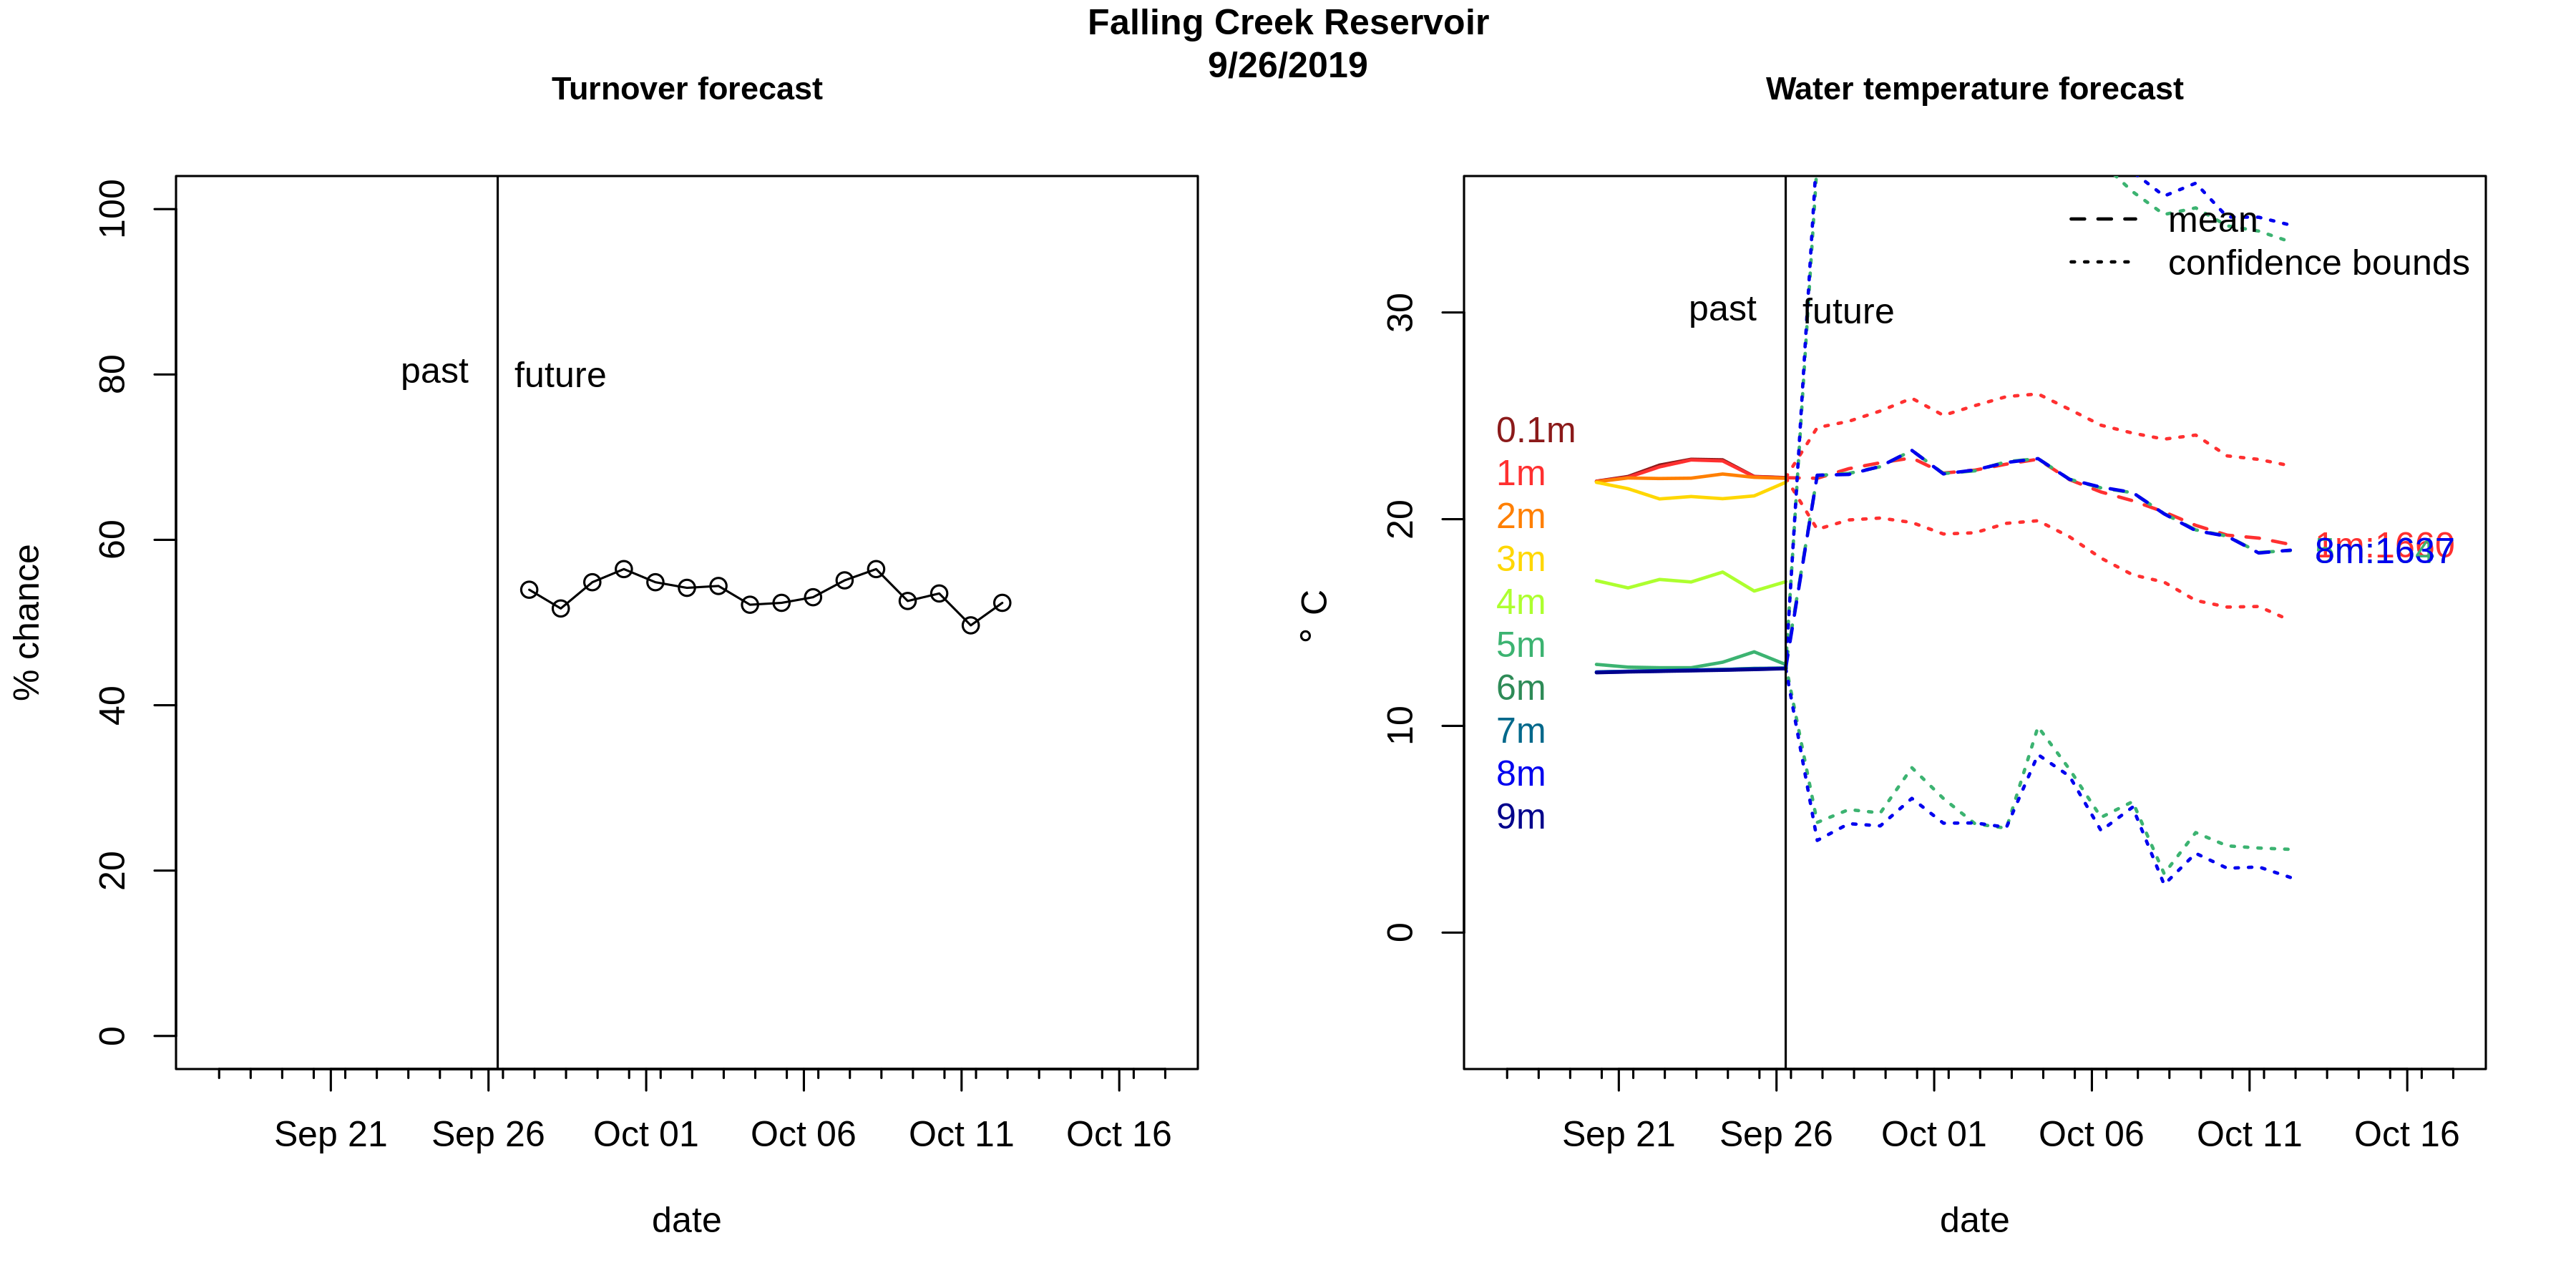 Falling Creek Reservoir
9/26/2019
Turnover forecast
% chance
100
80
60
40
20
0
past
future
Sep 21
Sep 26
Oct 01
Oct 06
Oct 11
Oct 16
date
Water temperature forecast
° C
30
20
10
0
mean
confidence bounds
past
future
0.1m
1m
2m
3m
4m
5m
6m
7m
8m
9m
8m:1637
Sep 21
Sep 26
Oct 01
Oct 06
Oct 11
Oct 16
date